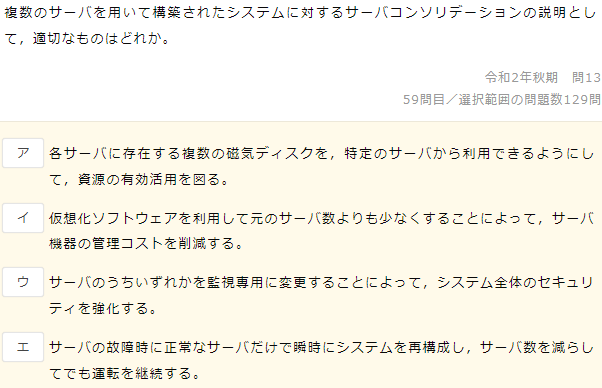 複数のサーバを用いて構築されたシステムに対するサーバコンソリデーションの説明とし
て，適切なものはどれか。
令和2年秋期　問13
59問目／選択範囲の問題数129問
ア 各サーバに存在する複数の磁気ディスクを，特定のサーバから利用できるようにし
て，資源の有効活用を図る。
イ 仮想化ソフトウェアを利用して元のサーバ数よりも少なくすることによって，サーバ
機器の管理コストを削減する。
ウ サーバのうちいずれかを監視専用に変更することによって，システム全体のセキュリ
ティを強化する。
エ サーバの故障時に正常なサーバだけで瞬時にシステムを再構成し，サーバ数を減らし
てでも運転を継続する。